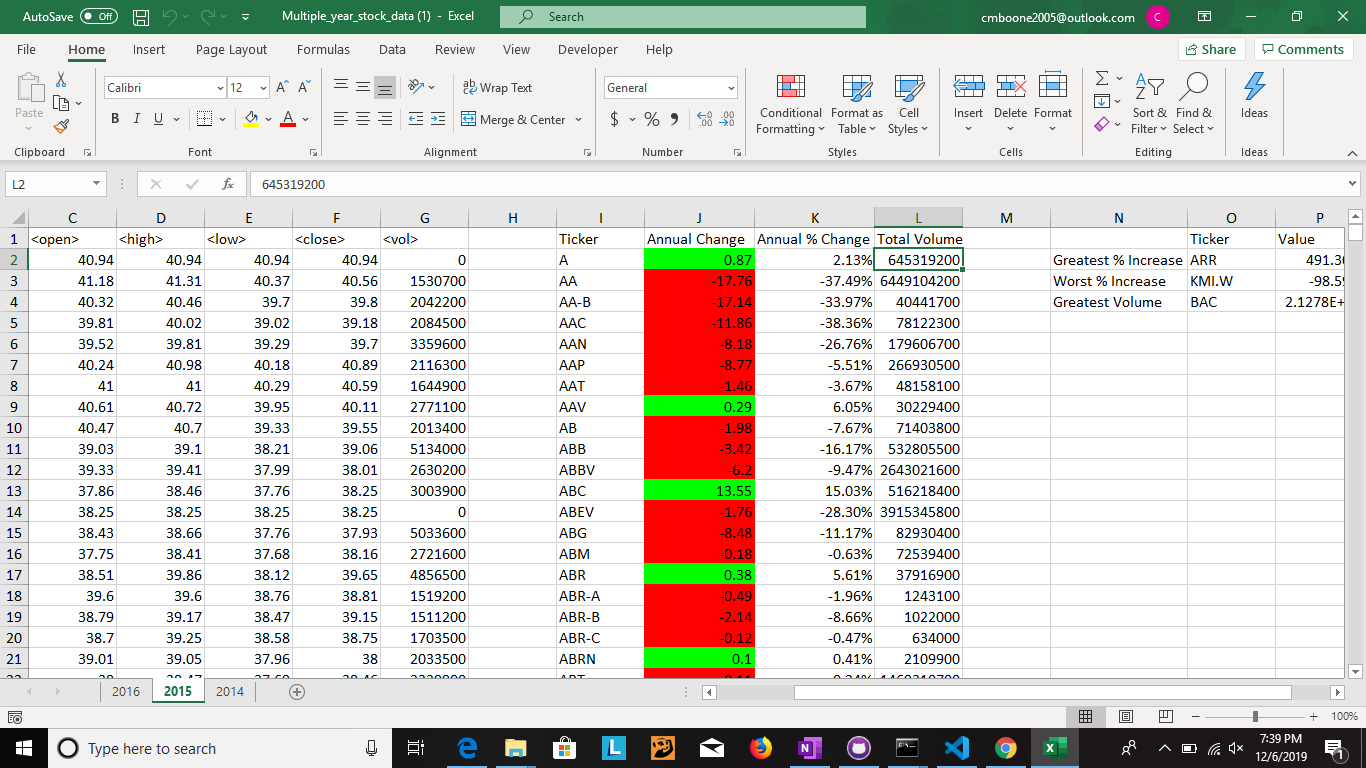 AutoSave Off Multiple_year_stock_data (1) - Excel Search cmboone2005@outlook.com C
File Home Insert Page Layout Formulas Data Review View Developer Help Share Comments
Paste Calibri 12 Wrap Text General Conditional Formatting Format as Table Cell Styles Insert Delete Format Sort & Filter Find & Select Ideas
B I U Merge & Center $ %
Clipboard Font Alignment Number Styles Cells Editing Ideas
L2 fx 645319200
C D E F G H I J K L M N O P
1 <open> <high> <low> <close> <vol> Ticker Annual Change Annual % Change Total Volume Ticker Value
2 40.94 40.94 40.94 40.94 0 A 0.87 2.13% 645319200 Greatest % Increase ARR
3 41.18 41.31 40.37 40.56 1530700 AA -17.76 -37.49% 6449104200 Worst % Increase KMI.W
4 40.32 40.46 39.7 39.8 2042200 AA-B -17.14 -33.97% 40441700 Greatest Volume BAC 2.1278E+
5 39.81 40.02 39.02 39.18 2084500 AAC -11.86 -38.36% 78122300
6 39.52 39.81 39.29 39.7 3359600 AAN -8.18 -26.76% 179606700
7 40.24 40.98 40.18 40.89 2116300 AAP -8.77 -5.51% 266930500
8 41 41 40.29 40.59 1644900 AAT -1.46 -3.67% 48158100
9 40.61 40.72 39.95 40.11 2771100 AAV 0.29 6.05% 30229400
10 40.47 40.7 39.33 39.55 2013400 AB -1.98 -7.67% 71403800
11 39.03 39.1 38.21 39.06 5134000 ABB -3.42 -16.17% 532805500
12 39.33 39.41 37.99 38.01 2630200 ABBV -6.2 -9.47% 2643021600
13 37.86 38.46 37.76 38.25 3003900 ABC 13.55 15.03% 516218400
14 38.25 38.25 38.25 38.25 0 ABEV -1.76 -28.30% 3915345800
15 38.43 38.66 37.76 37.93 5033600 ABG -8.48 -11.17% 82930400
16 37.75 38.41 37.68 38.16 2721600 ABM -0.18 -0.63% 72539400
17 38.51 39.86 38.12 39.65 4856500 ABR 0.38 5.61% 37916900
18 39.6 39.6 38.76 38.81 1519200 ABR-A -0.49 -1.96% 1243100
19 38.79 39.17 38.47 39.15 1511200 ABR-B -2.14 -8.66% 1022000
20 38.7 39.25 38.58 38.75 1703500 ABR-C -0.12 -0.47% 634000
21 39.01 39.05 37.96 38 2033500 ABRN 0.1 0.41% 2109900
2016 2015 2014
100%
Type here to search 7:39 PM
12/6/2019 1